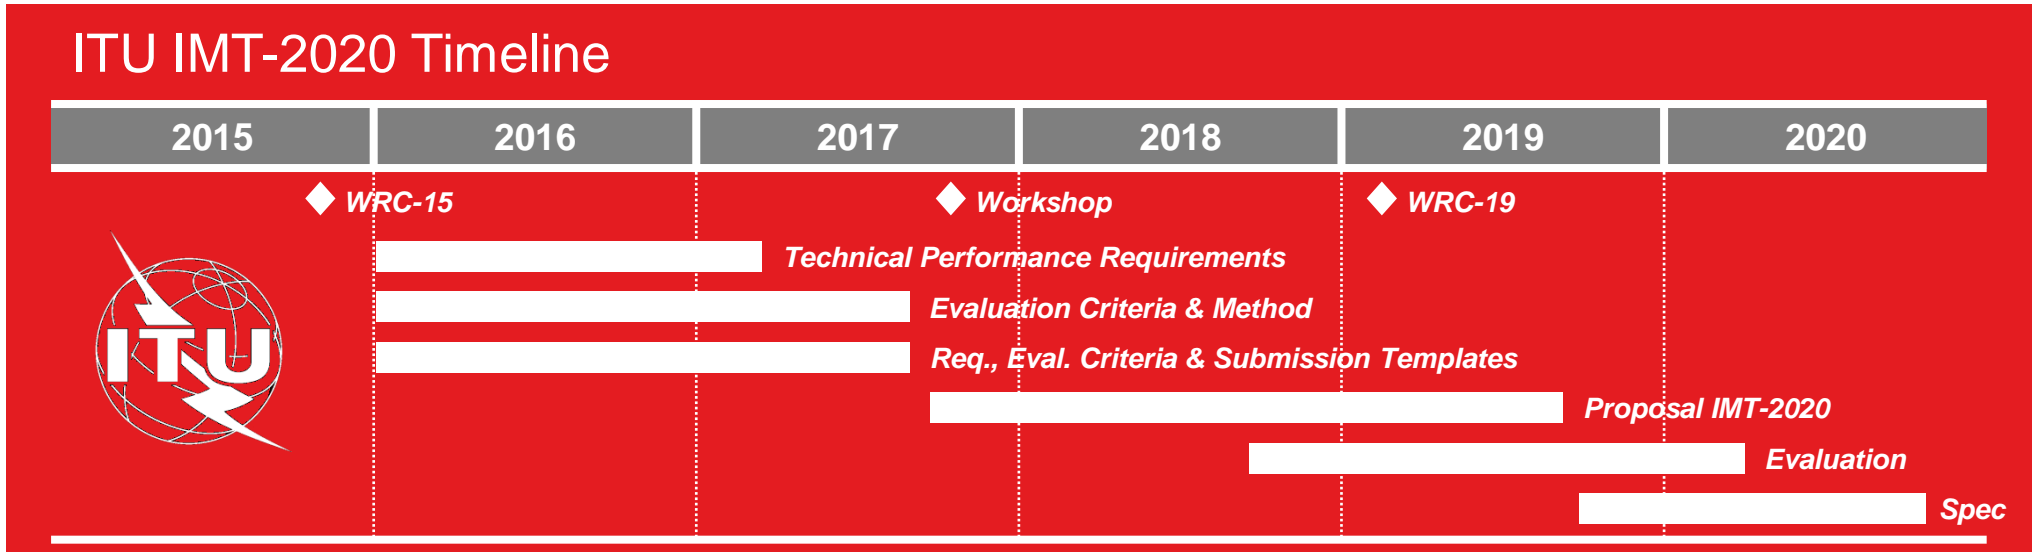 ITU IMT-2020 Timeline
2015 2016 2017 2018 2019 2020
WRC-15 Workshop WRC-19
Technical Performance Requirements
Evaluation Criteria & Method
Req., Eval. Criteria & Submission Templates
ITU
Proposal IMT-2020
Evaluation
Spec